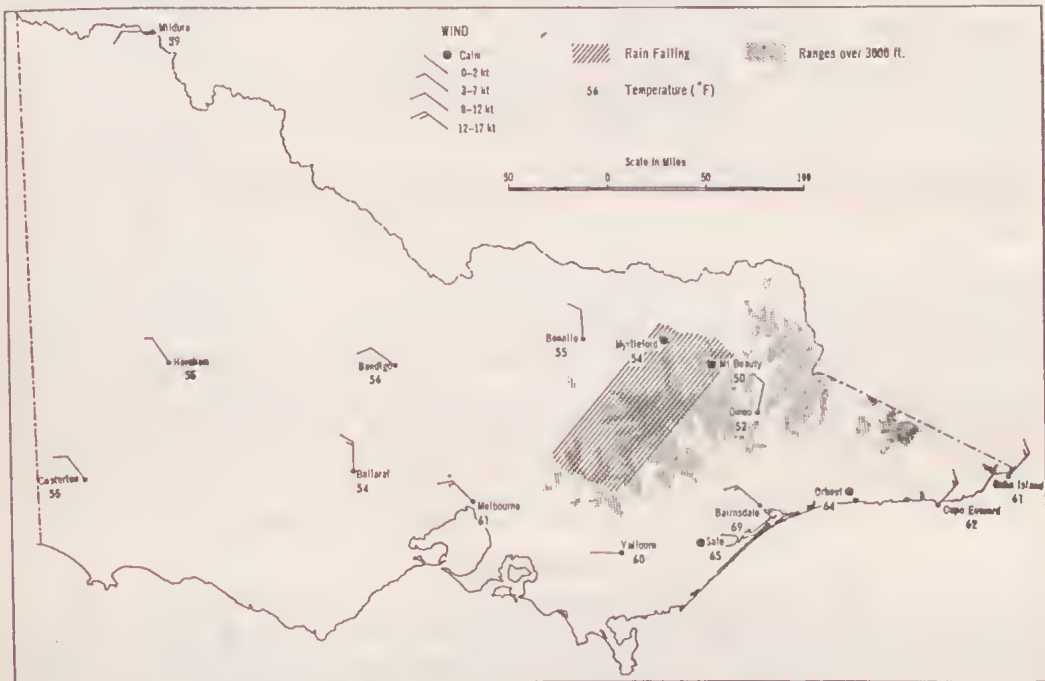 Mildura
59
WIND
Calm
0–2 kt
3–7 kt
8–12 kt
12–17 kt
Rain Falling
56 Temperature (°F)
Ranges over 3000 ft.
Scale in Miles
50 0 50 100
Horsham
56
Bendigo
56
Benalla
55
Myrtleford
54
Mt Beauty
50
Omeo
52
Casterton
55
Ballarat
54
Melbourne
61
Yallourn
60
Sale
65
Bairnsdale
69
Orbost
64
Cape Everard
62
Gabo Island
61